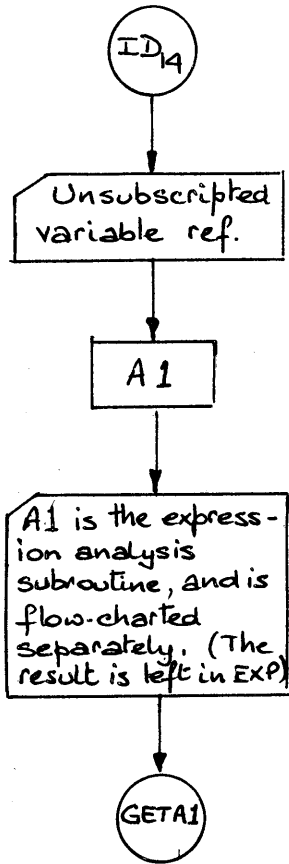 ID14
Unsubscripted
variable ref.
A1
A1 is the express-
ion analysis
subroutine, and is
flow-charted
separately. (The
result is left in EXP)
GETA1